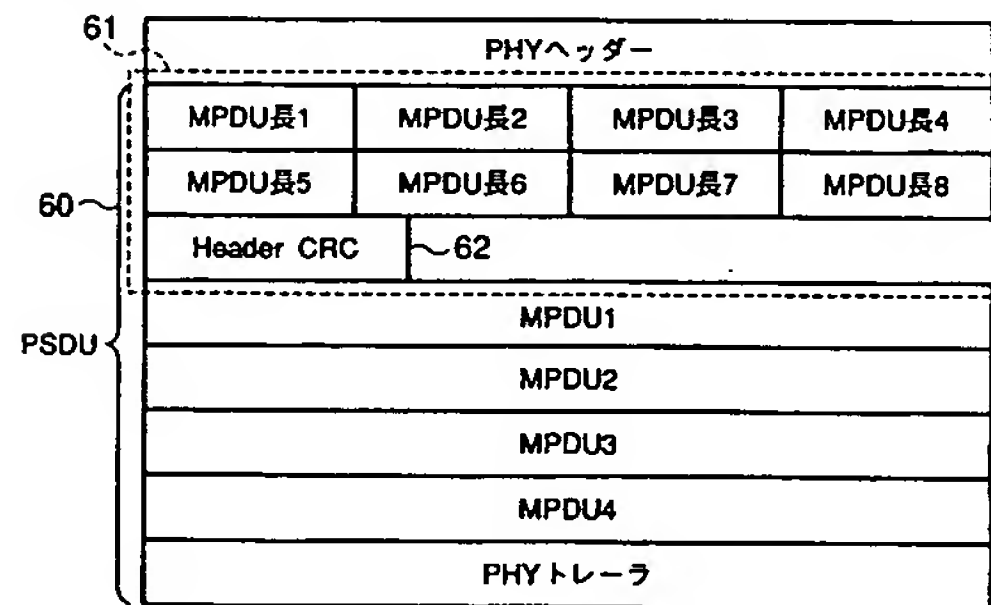 61
PHYヘッダー
MPDU長1 MPDU長2 MPDU長3 MPDU長4
MPDU長5 MPDU長6 MPDU長7 MPDU長8
60
Header CRC 62
MPDU1
PSDU
MPDU2
MPDU3
MPDU4
PHYトレーラ